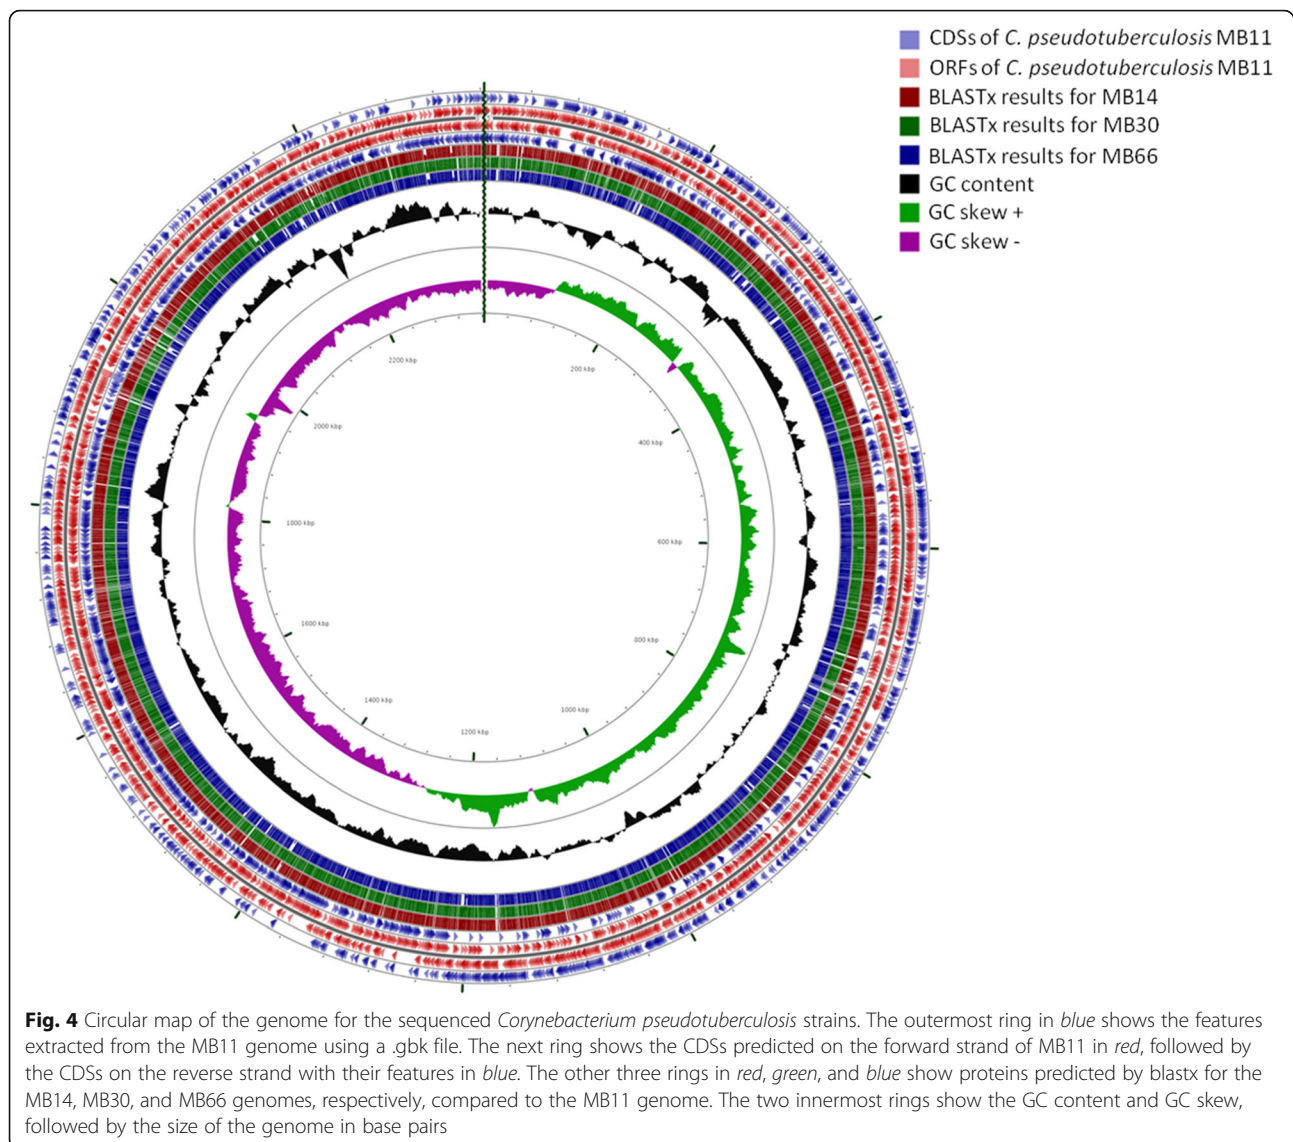 CDSs of C. pseudotuberculosis MB11
ORFs of C. pseudotuberculosis MB11
BLASTx results for MB14
BLASTx results for MB30
BLASTx results for MB66
GC content
GC skew +
GC skew -
2200 kbp
200 kbp
2000 kbp
400 kbp
1800 kbp
600 kbp
1600 kbp
800 kbp
1400 kbp
1000 kbp
1200 kbp
Fig. 4 Circular map of the genome for the sequenced Corynebacterium pseudotuberculosis strains. The outermost ring in blue shows the features
extracted from the MB11 genome using a .gbk file. The next ring shows the CDSs predicted on the forward strand of MB11 in red, followed by
the CDSs on the reverse strand with their features in blue. The other three rings in red, green, and blue show proteins predicted by blastx for the
MB14, MB30, and MB66 genomes, respectively, compared to the MB11 genome. The two innermost rings show the GC content and GC skew,
followed by the size of the genome in base pairs